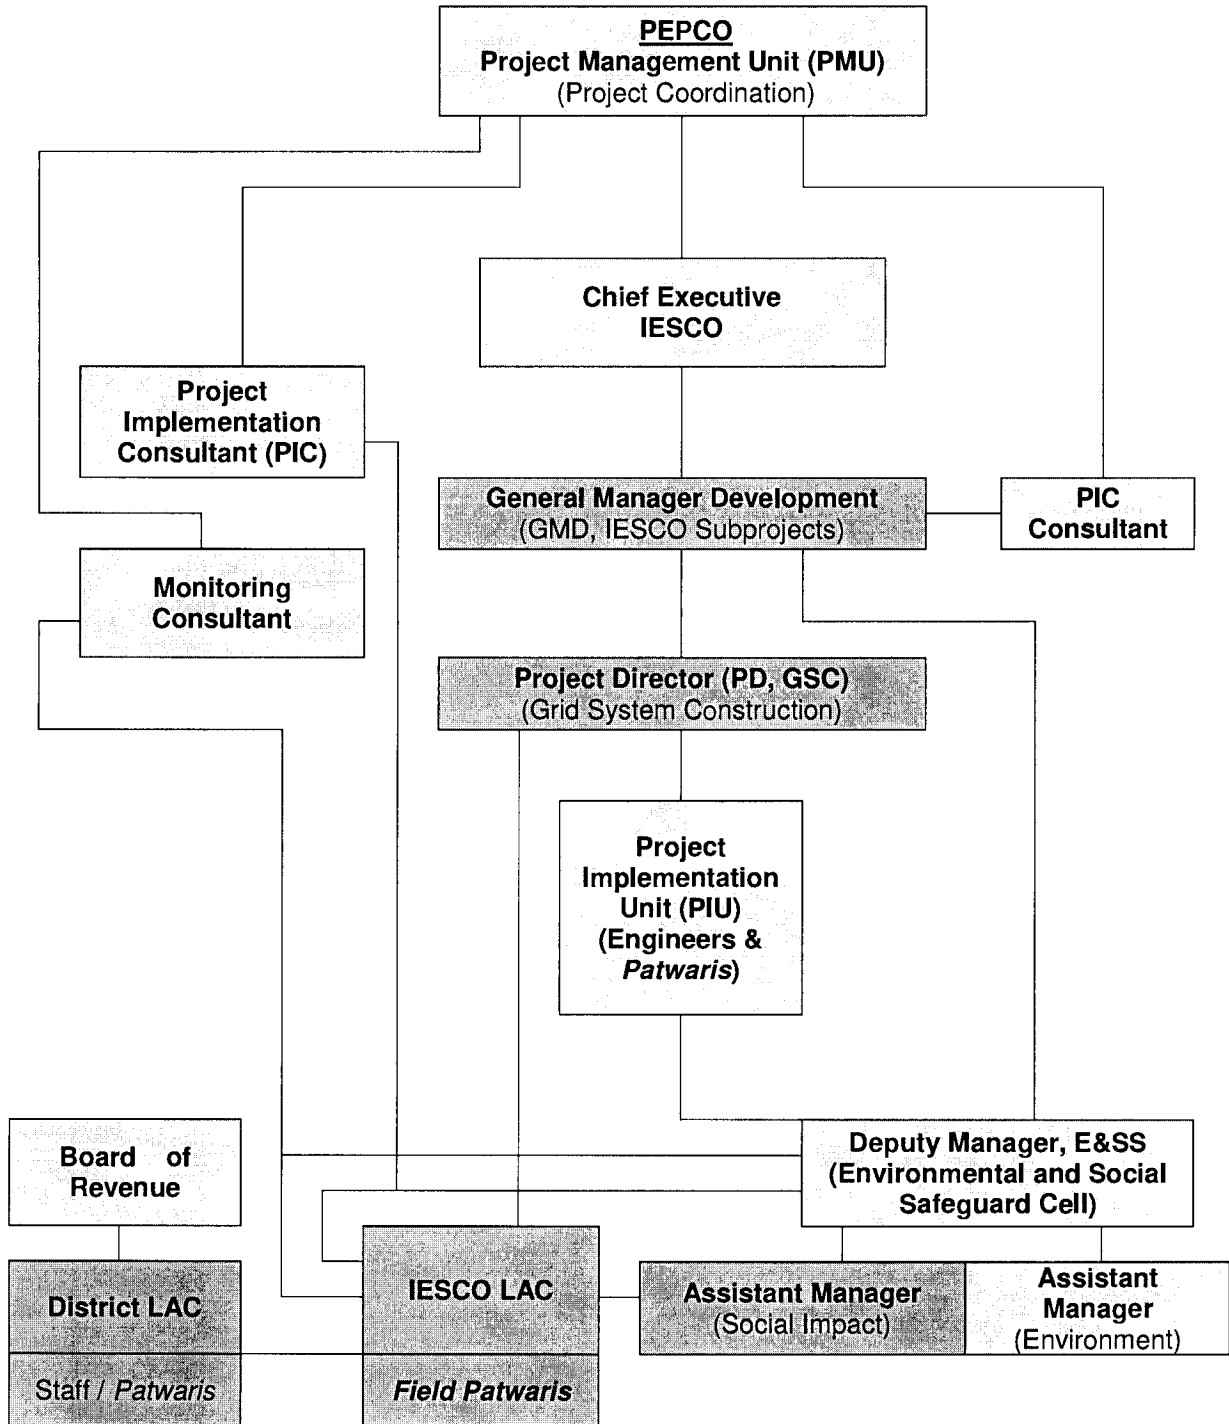 PEPCO
Project Management Unit (PMU)
(Project Coordination)
Chief Executive
IESCO
Project
Implementation
Consultant (PIC)
General Manager Development
(GMD, IESCO Subprojects)
PIC
Consultant
Monitoring
Consultant
Project Director (PD, GSC)
(Grid System Construction)
Project
Implementation
Unit (PIU)
(Engineers &
Patwaris)
Board of
Revenue
Deputy Manager, E&SS
(Environmental and Social
Safeguard Cell)
District LAC
IESCO LAC
Assistant Manager
(Social Impact)
Assistant
Manager
(Environment)
Staff / Patwaris
Field Patwaris